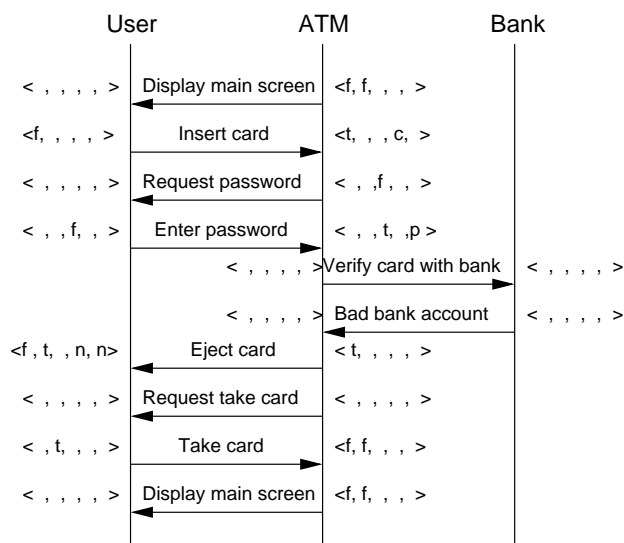 User ATM Bank
< , , , , > Display main screen <f, f, , , >
<f, , , , > Insert card <t, , , c, >
< , , , , > Request password < , ,f , , >
< , , f, , > Enter password < , , t, ,p >
< , , , , > Verify card with bank < , , , , >
< , , , , > Bad bank account < , , , , >
<f , t, , n, n> Eject card < t, , , , >
< , , , , > Request take card < , , , , >
< , t, , , > Take card <f, f, , , >
< , , , , > Display main screen <f, f, , , >